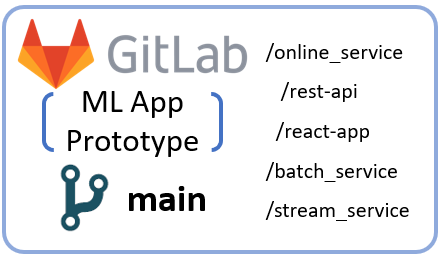 GitLab
ML App
Prototype
main
/online_service
/rest-api
/react-app
/batch_service
/stream_service